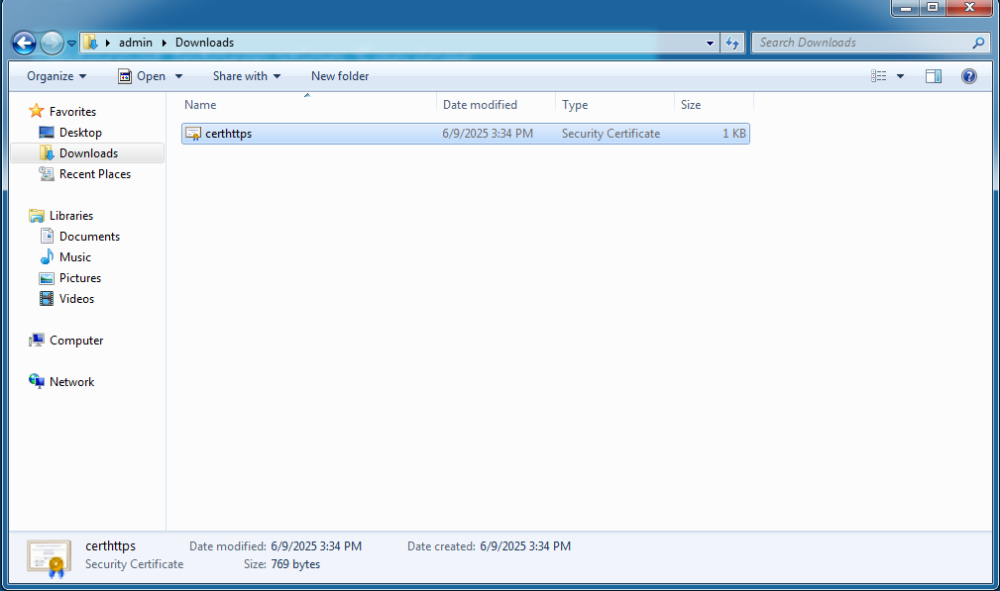 admin Downloads
Search Downloads
Organize Open Share with New folder
Name Date modified Type Size
certhttps 6/9/2025 3:34 PM Security Certificate 1 KB
Favorites
Desktop
Downloads
Recent Places
Libraries
Documents
Music
Pictures
Videos
Computer
Network
certhttps Date modified: 6/9/2025 3:34 PM Date created: 6/9/2025 3:34 PM
Security Certificate Size: 769 bytes